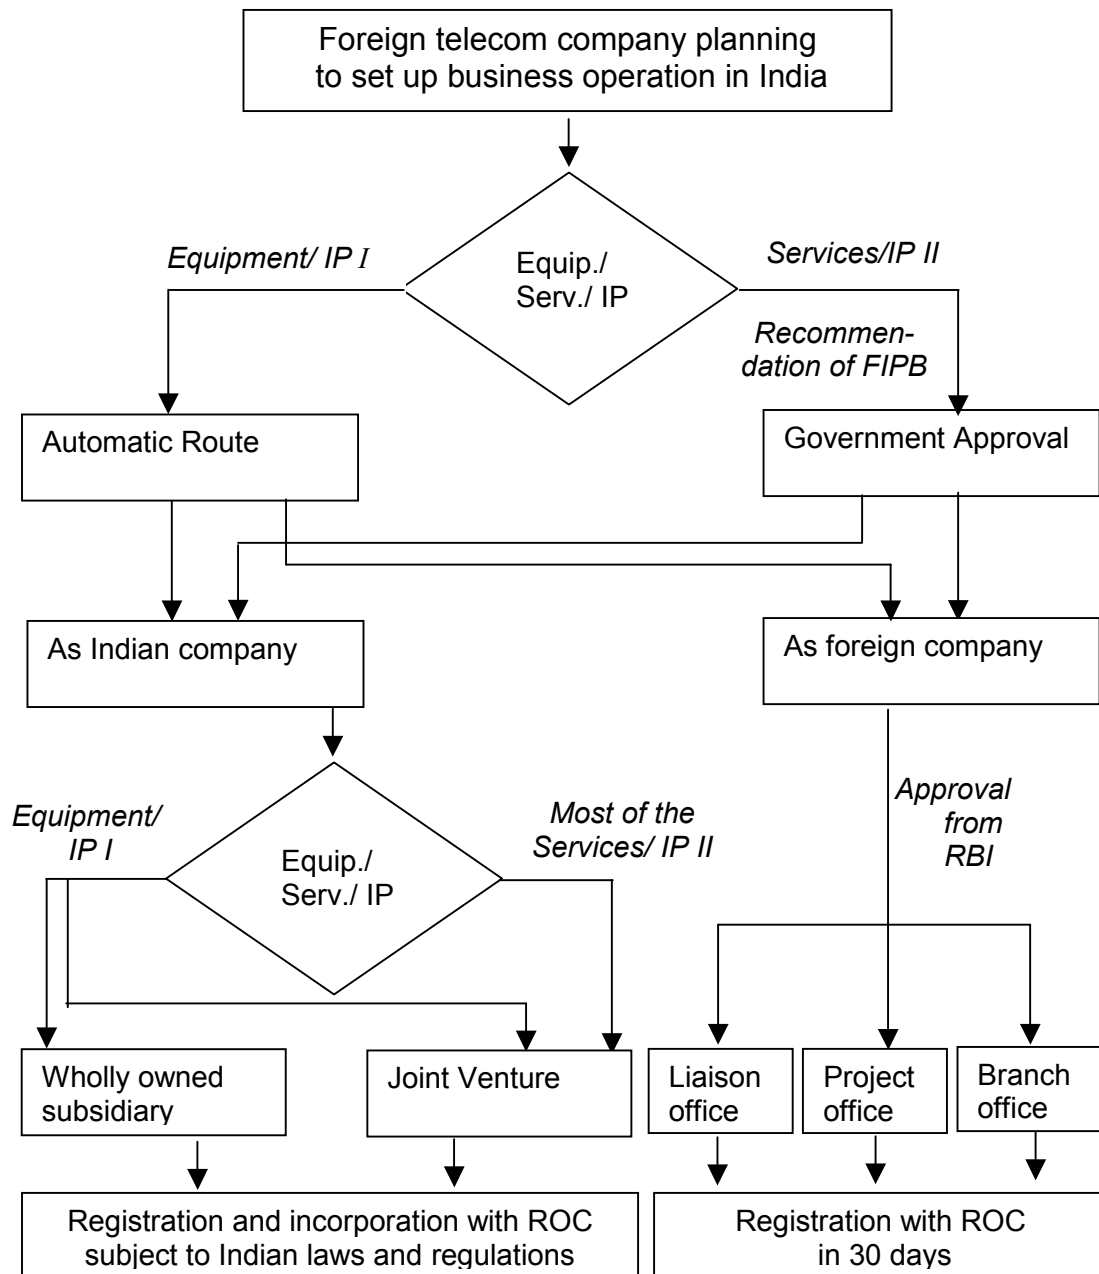 Foreign telecom company planning
to set up business operation in India
Equipment/ IP I
Equip./
Serv./ IP
Services/IP II
Recommen-
dation of FIPB
Automatic Route
Government Approval
As Indian company
As foreign company
Equipment/
IP I
Equip./
Serv./ IP
Most of the
Services/ IP II
Approval
from
RBI
Wholly owned
subsidiary
Joint Venture
Liaison
office
Project
office
Branch
office
Registration and incorporation with ROC
subject to Indian laws and regulations
Registration with ROC
in 30 days